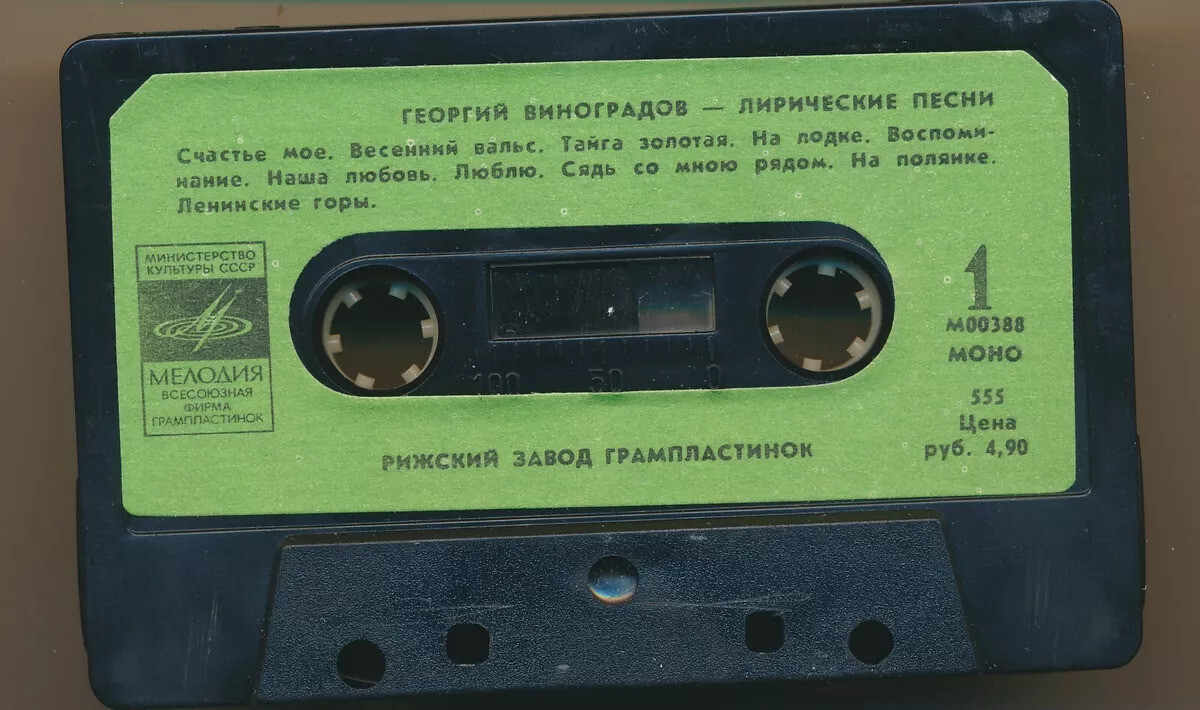 ГЕОРГИЙ ВИНОГРАДОВ — ЛИРИЧЕСКИЕ ПЕСНИ
Счастье мое. Весенний вальс. Тайга золотая. На лодке. Воспоми-
нание. Наша любовь. Люблю. Сядь со мною рядом. На полянке.
Ленинские горы.
МИНИСТЕРСТВО
КУЛЬТУРЫ СССР
МЕЛОДИЯ
ВСЕСОЮЗНАЯ
ФИРМА
ГРАМПЛАСТИНОК
100 50 0
1
М00388
МОНО
555
Цена
руб. 4,90
РИЖСКИЙ ЗАВОД ГРАМПЛАСТИНОК